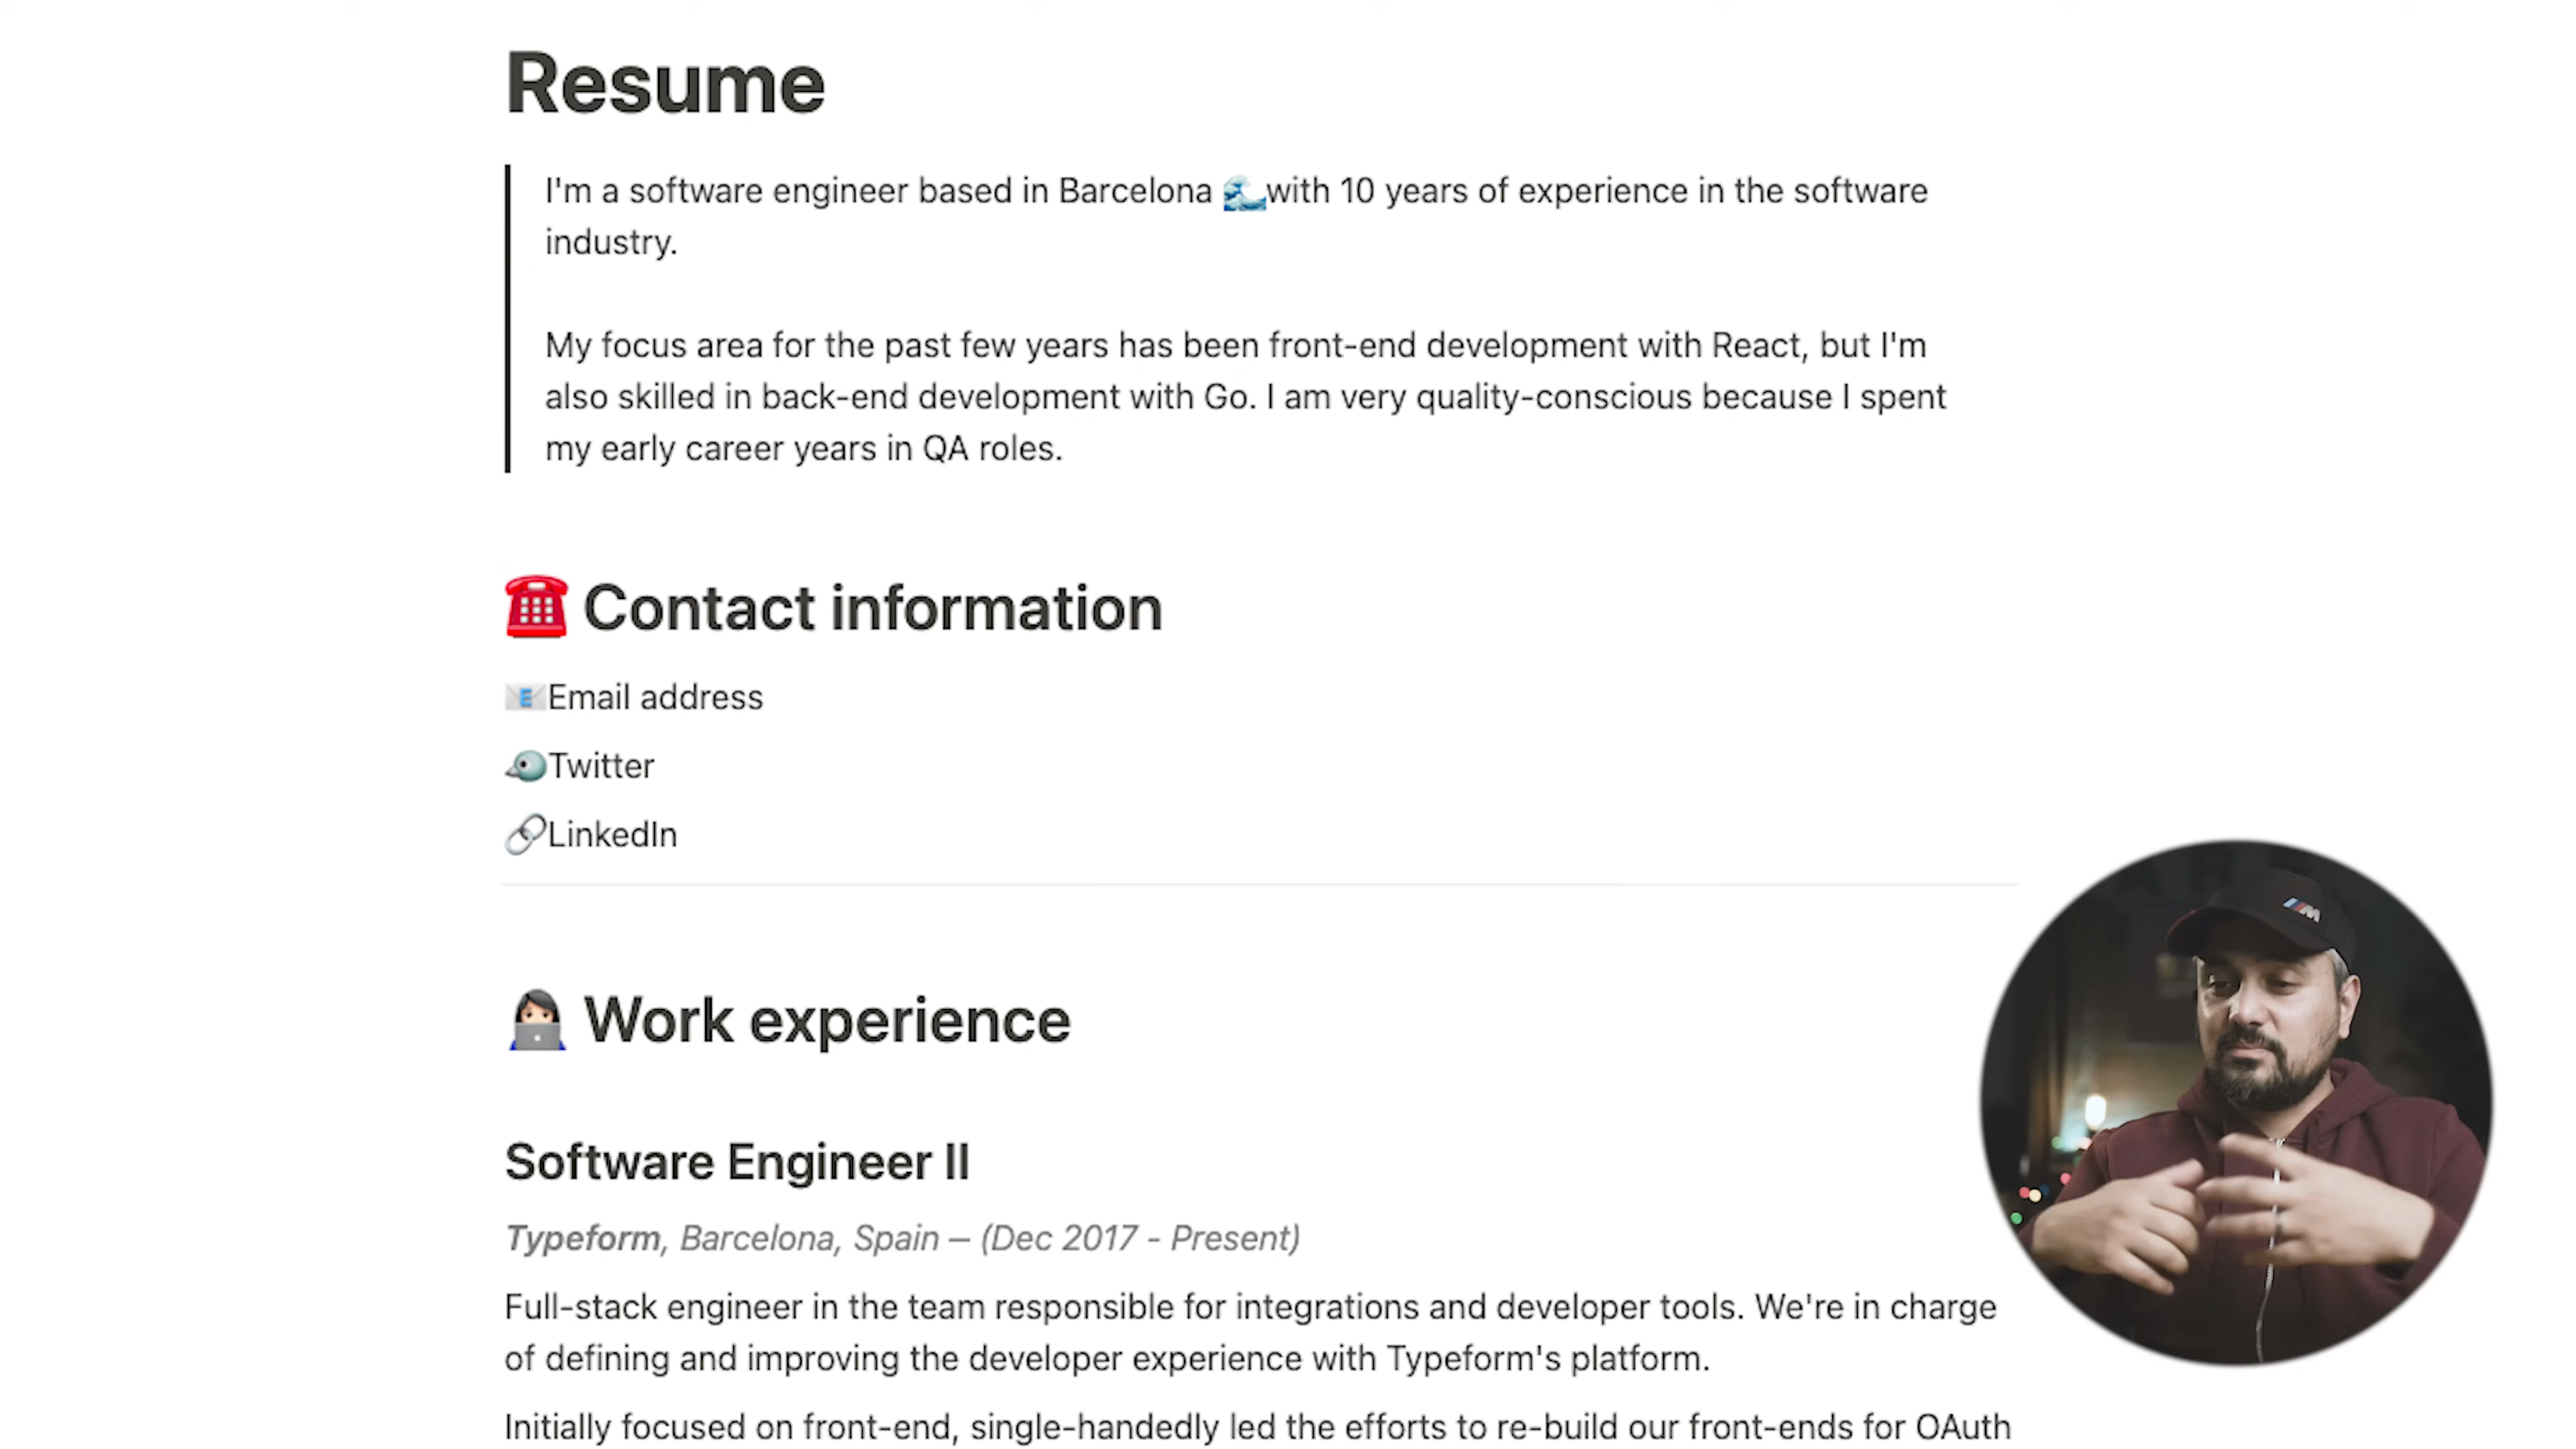 Resume
I'm a software engineer based in Barcelona 🌊with 10 years of experience in the software
industry.
My focus area for the past few years has been front-end development with React, but I'm
also skilled in back-end development with Go. I am very quality-conscious because I spent
my early career years in QA roles.
☎️ Contact information
📧Email address
🐦Twitter
🔗LinkedIn
👩🏻‍💻 Work experience
Software Engineer II
Typeform, Barcelona, Spain — (Dec 2017 - Present)
Full-stack engineer in the team responsible for integrations and developer tools. We're in charge
of defining and improving the developer experience with Typeform's platform.
Initially focused on front-end, single-handedly led the efforts to re-build our front-ends for OAuth
M